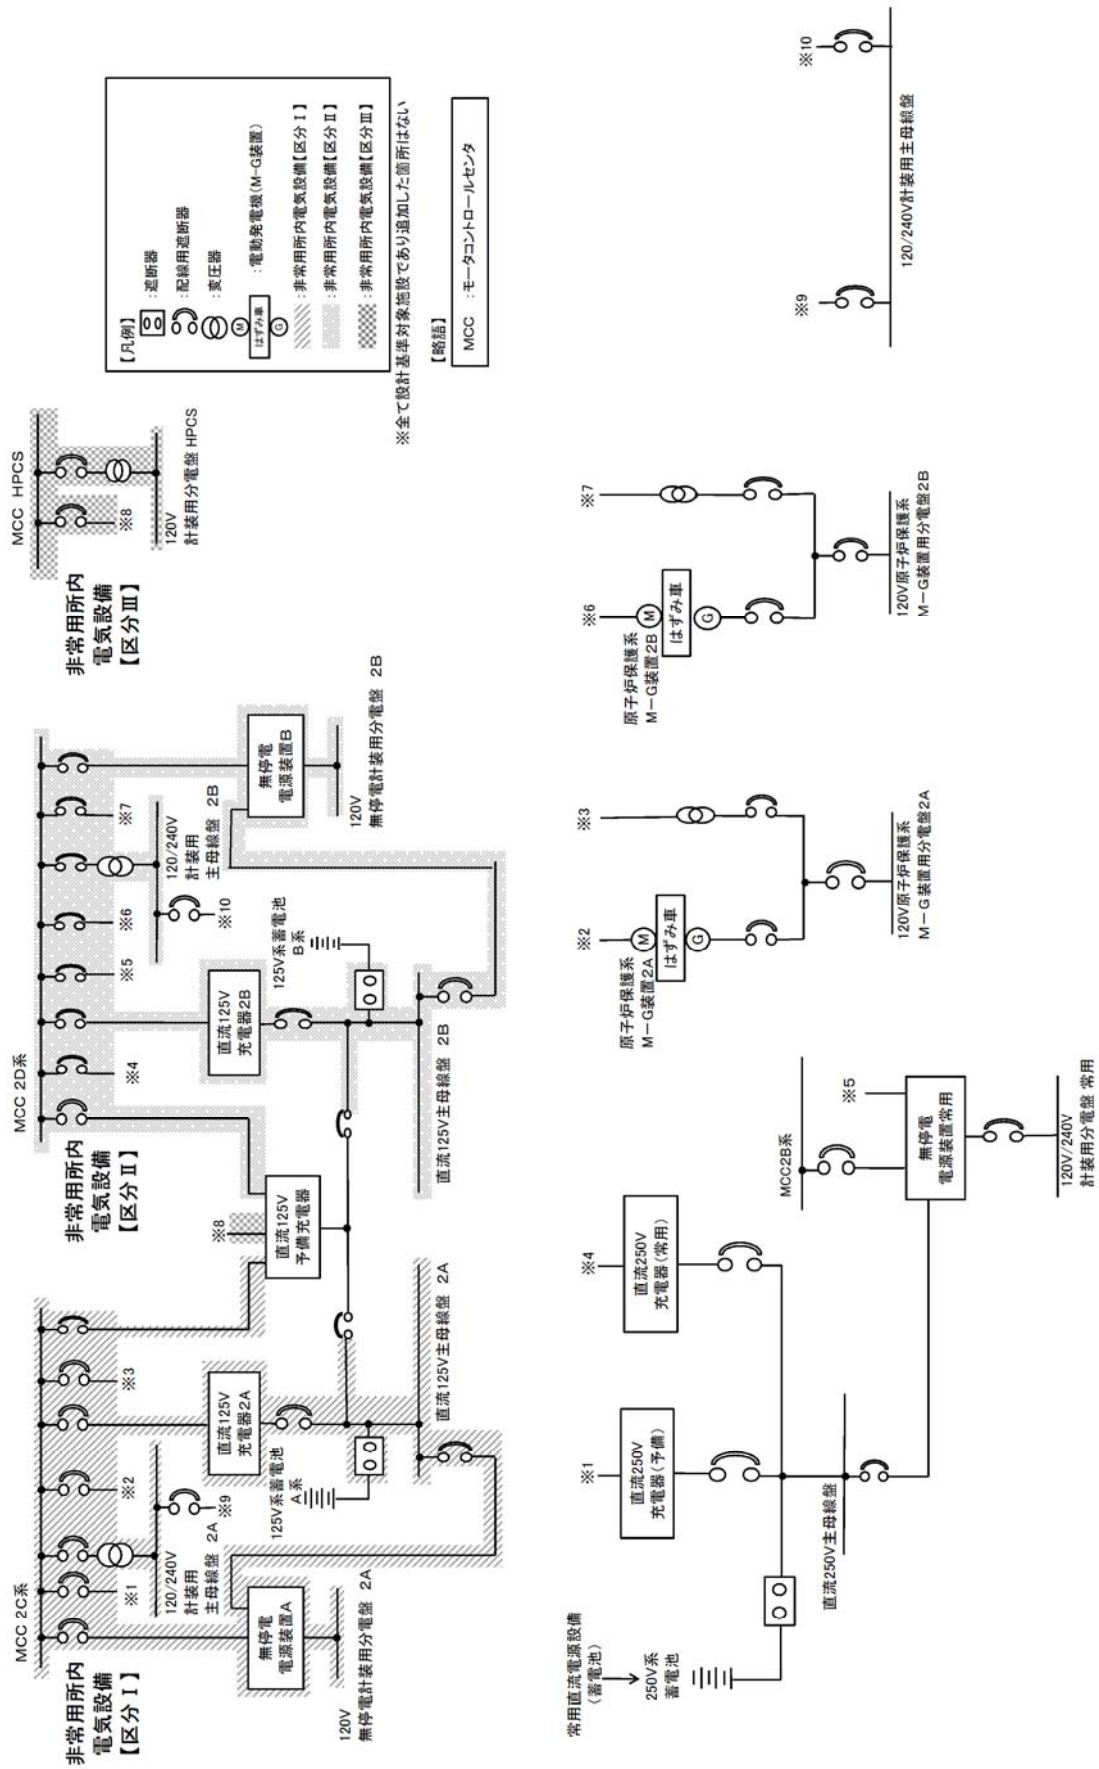 非常用所内
電気設備
【区分Ⅰ】
MCC 2C系
※1
※2
※3
120/240V
計装用
主母線盤 2A
※9
無停電
電源装置A
120V
無停電計装用分電盤 2A
直流125V
充電器2A
125V系蓄電池
A系
直流125V主母線盤 2A
※8
直流125V
予備充電器
非常用所内
電気設備
【区分Ⅱ】
MCC 2D系
※4
※5
※6
※7
直流125V
充電器2B
125V系蓄電池
B系
直流125V主母線盤 2B
120/240V
計装用
主母線盤 2B
※10
無停電
電源装置B
120V
無停電計装用分電盤 2B
非常用所内
電気設備
【区分Ⅲ】
MCC HPCS
※8
120V
計装用分電盤 HPCS
【凡例】
:遮断器
:配線用遮断器
:変圧器
M
はずみ車
G
:電動発電機(M-G装置)
:非常用所内電気設備【区分Ⅰ】
:非常用所内電気設備【区分Ⅱ】
:非常用所内電気設備【区分Ⅲ】
※全て設計基準対象施設であり追加した箇所はない
【略語】
MCC :モータコントロールセンタ
常用直流電源設備
(蓄電池)
250V系
蓄電池
※1
直流250V
充電器(予備)
※4
直流250V
充電器(常用)
直流250V主母線盤
MCC2B系
※5
無停電
電源装置常用
120V/240V
計装用分電盤 常用
※2
原子炉保護系
M-G装置2A
M
はずみ車
G
※3
120V原子炉保護系
M-G装置用分電盤2A
※6
原子炉保護系
M-G装置2B
M
はずみ車
G
※7
120V原子炉保護系
M-G装置用分電盤2B
※9
※10
120/240V計装用主母線盤